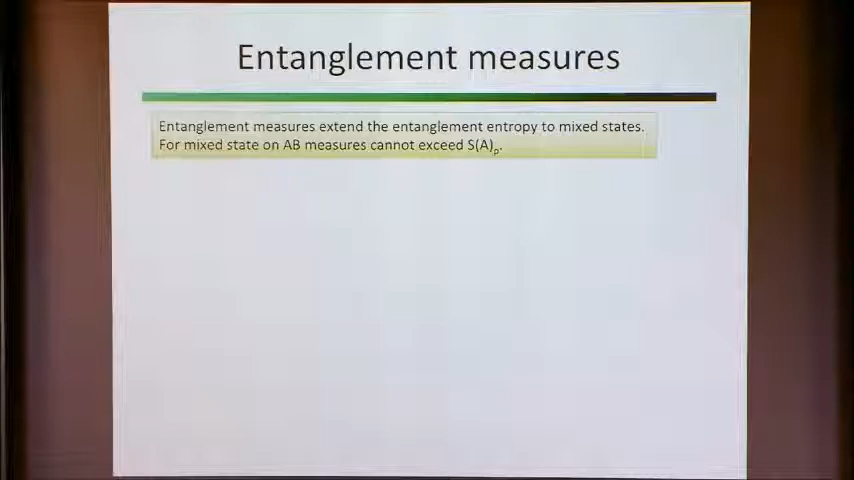 Entanglement measures
Entanglement measures extend the entanglement entropy to mixed states.
For mixed state on AB measures cannot exceed S(A)ₚ.